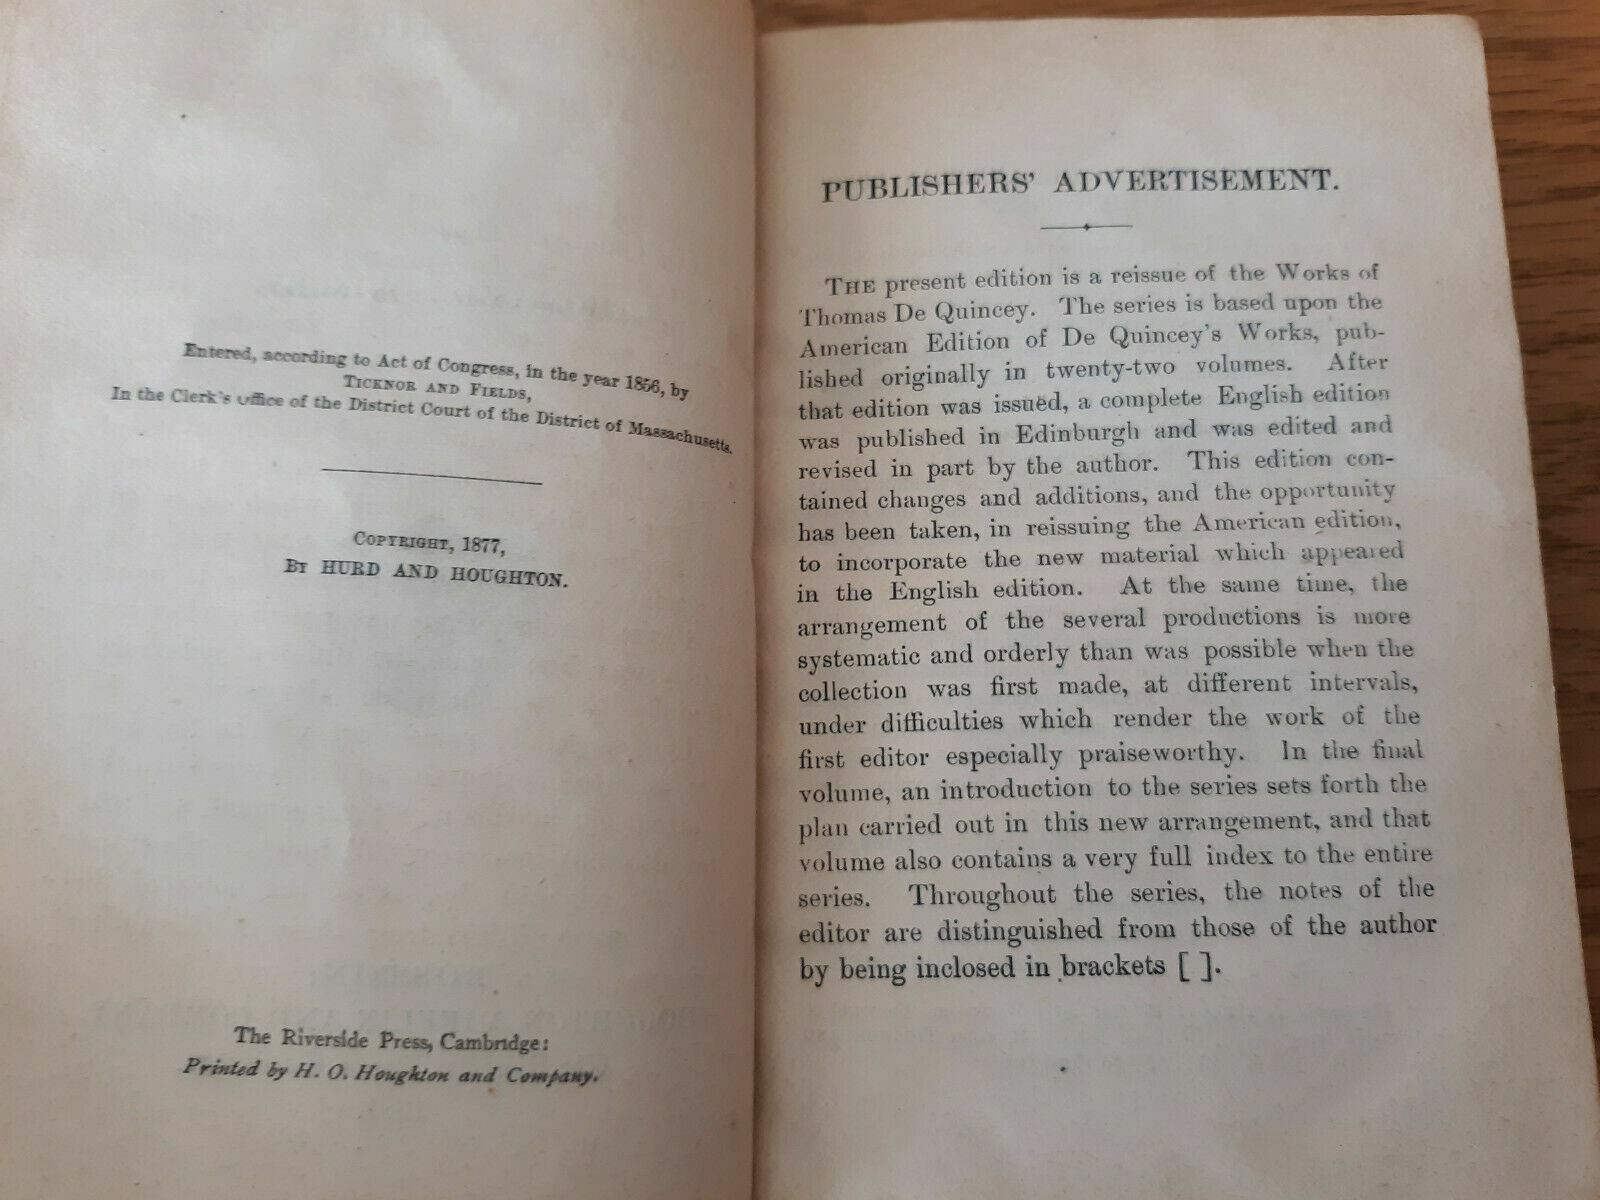 Entered, according to Act of Congress, in the year 1856, by
TICKNOR AND FIELDS,
In the Clerk's Office of the District Court of the District of Massachusetts.
COPYRIGHT, 1877,
BY HURD AND HOUGHTON.
The Riverside Press, Cambridge:
Printed by H. O. Houghton and Company.
PUBLISHERS' ADVERTISEMENT.
THE present edition is a reissue of the Works of
Thomas De Quincey. The series is based upon the
American Edition of De Quincey's Works, pub-
lished originally in twenty-two volumes. After
that edition was issued, a complete English edition
was published in Edinburgh and was edited and
revised in part by the author. This edition con-
tained changes and additions, and the opportunity
has been taken, in reissuing the American edition,
to incorporate the new material which appeared
in the English edition. At the same time, the
arrangement of the several productions is more
systematic and orderly than was possible when the
collection was first made, at different intervals,
under difficulties which render the work of the
first editor especially praiseworthy. In the final
volume, an introduction to the series sets forth the
plan carried out in this new arrangement, and that
volume also contains a very full index to the entire
series. Throughout the series, the notes of the
editor are distinguished from those of the author
by being inclosed in brackets [ ].